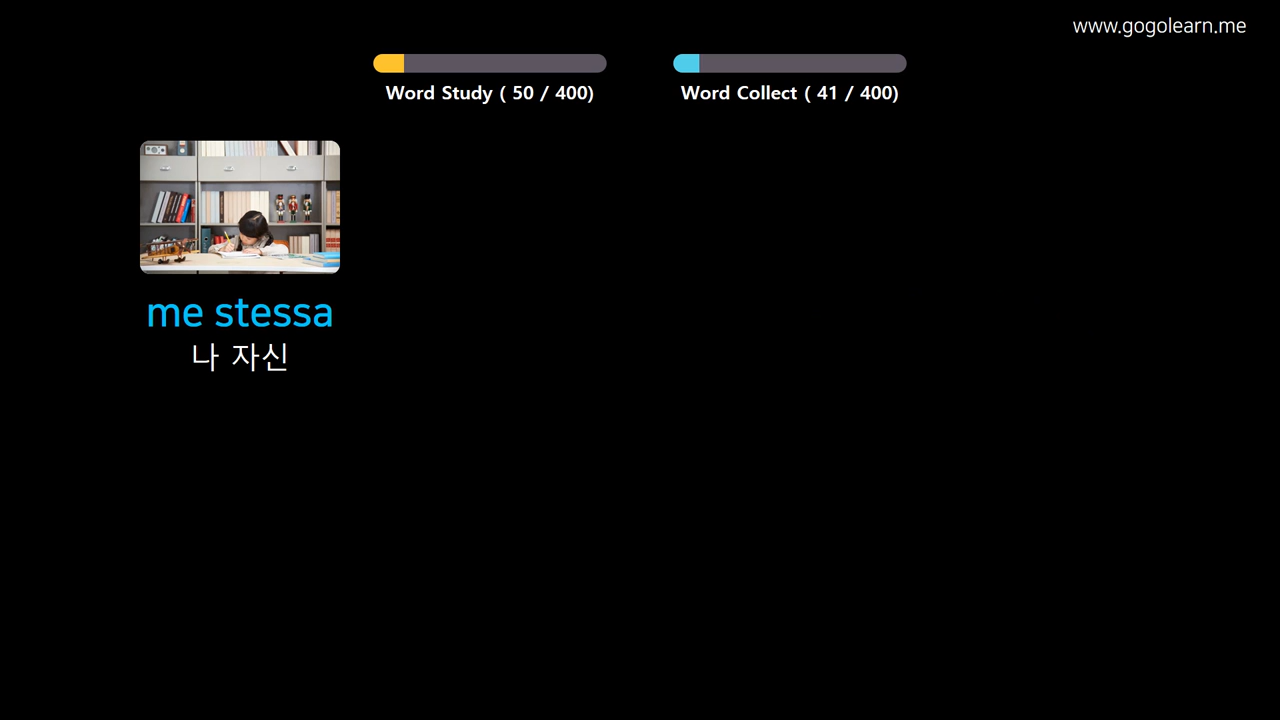 www.gogolearn.me
Word Study ( 50 / 400)
Word Collect ( 41 / 400)
me stessa
나 자신